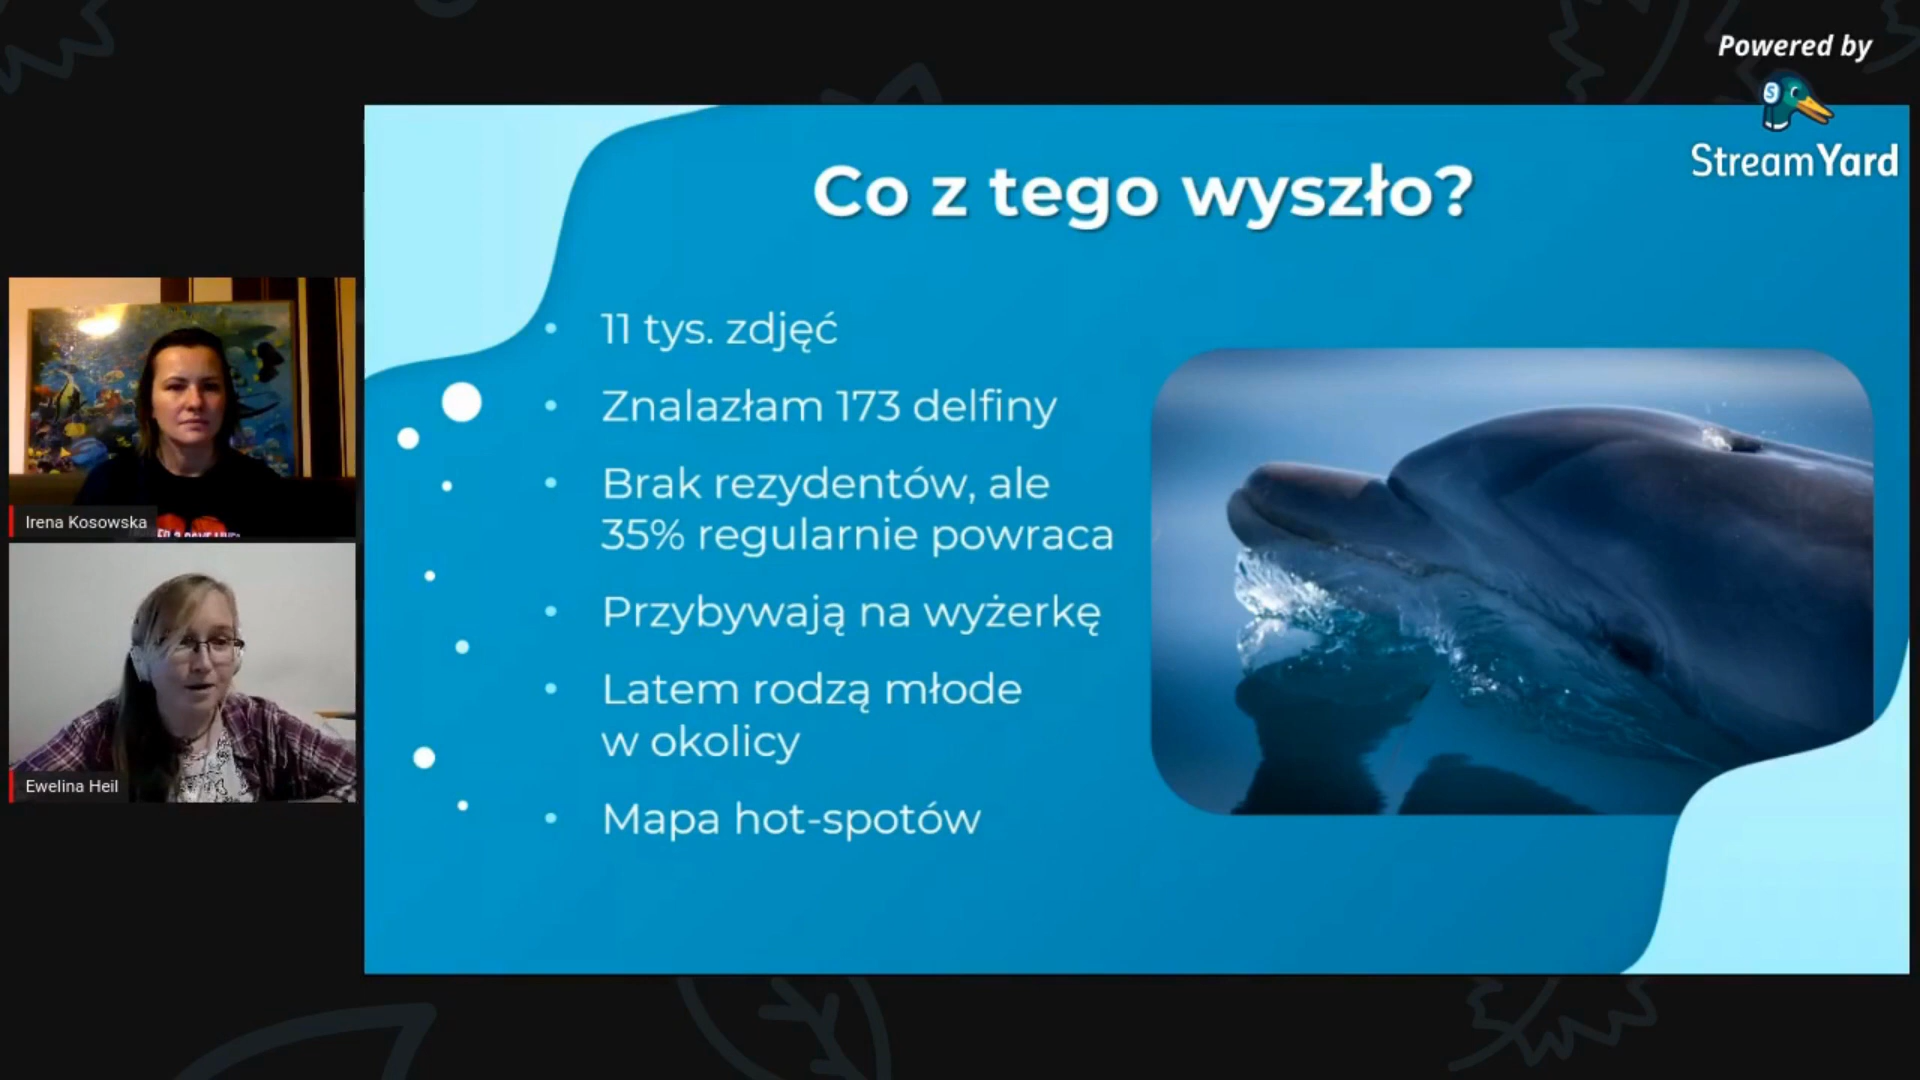 Powered by
StreamYard
Co z tego wyszło?
11 tys. zdjęć
Znalazłam 173 delfiny
Brak rezydentów, ale
35% regularnie powraca
Przybywają na wyżerkę
Latem rodzą młode
w okolicy
Mapa hot-spotów
Irena Kosowska
Ewelina Heil